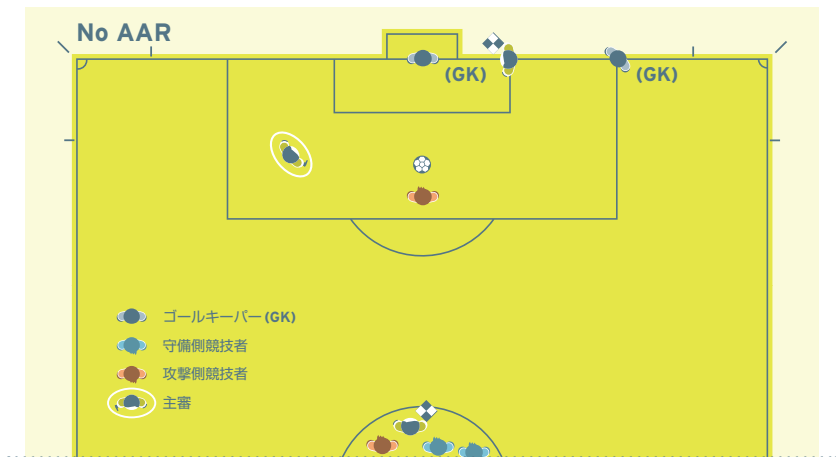 No AAR
(GK)
(GK)
ゴールキーパー (GK)
守備側競技者
攻撃側競技者
主審